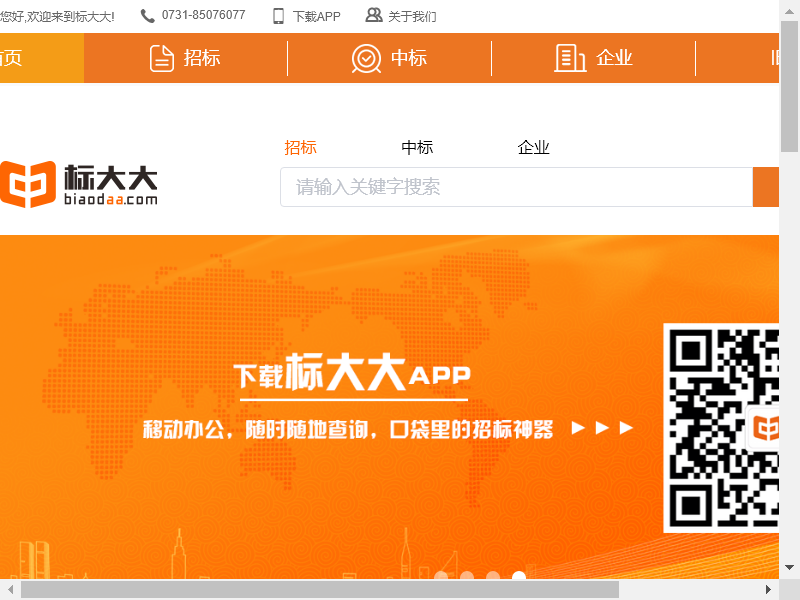 您好,欢迎来到标大大! 0731-85076077 下载APP 关于我们
页 招标 中标 企业
招标 中标 企业
标大大
biaodaa.com
请输入关键字搜索
下载标大大APP
移动办公，随时随地查询，口袋里的招标神器